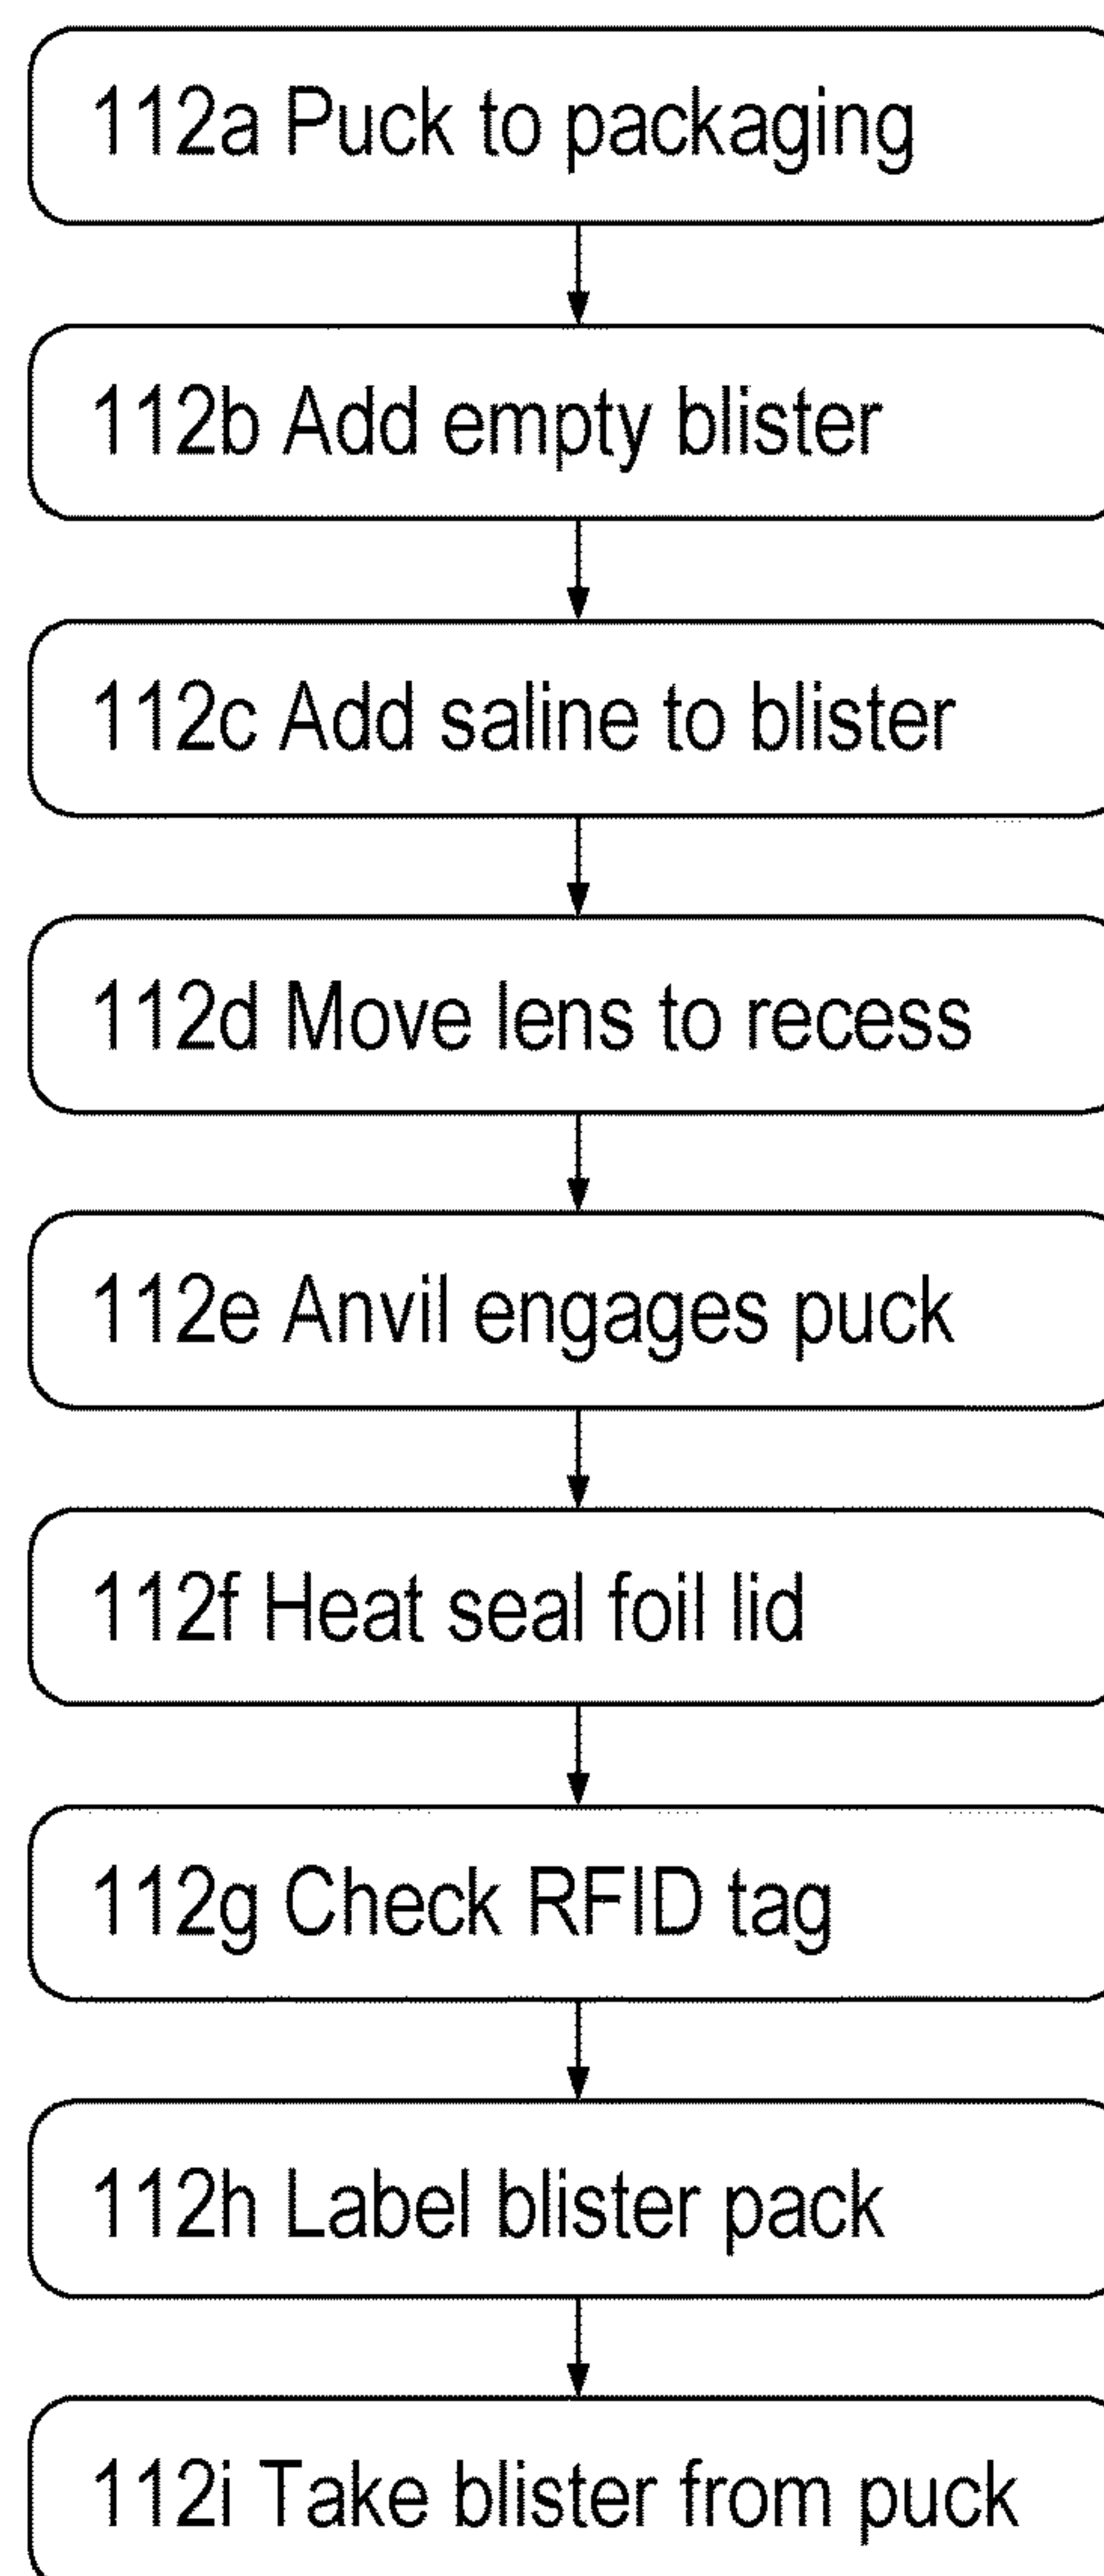 112a Puck to packaging
112b Add empty blister
112c Add saline to blister
112d Move lens to recess
112e Anvil engages puck
112f Heat seal foil lid
112g Check RFID tag
112h Label blister pack
112i Take blister from puck